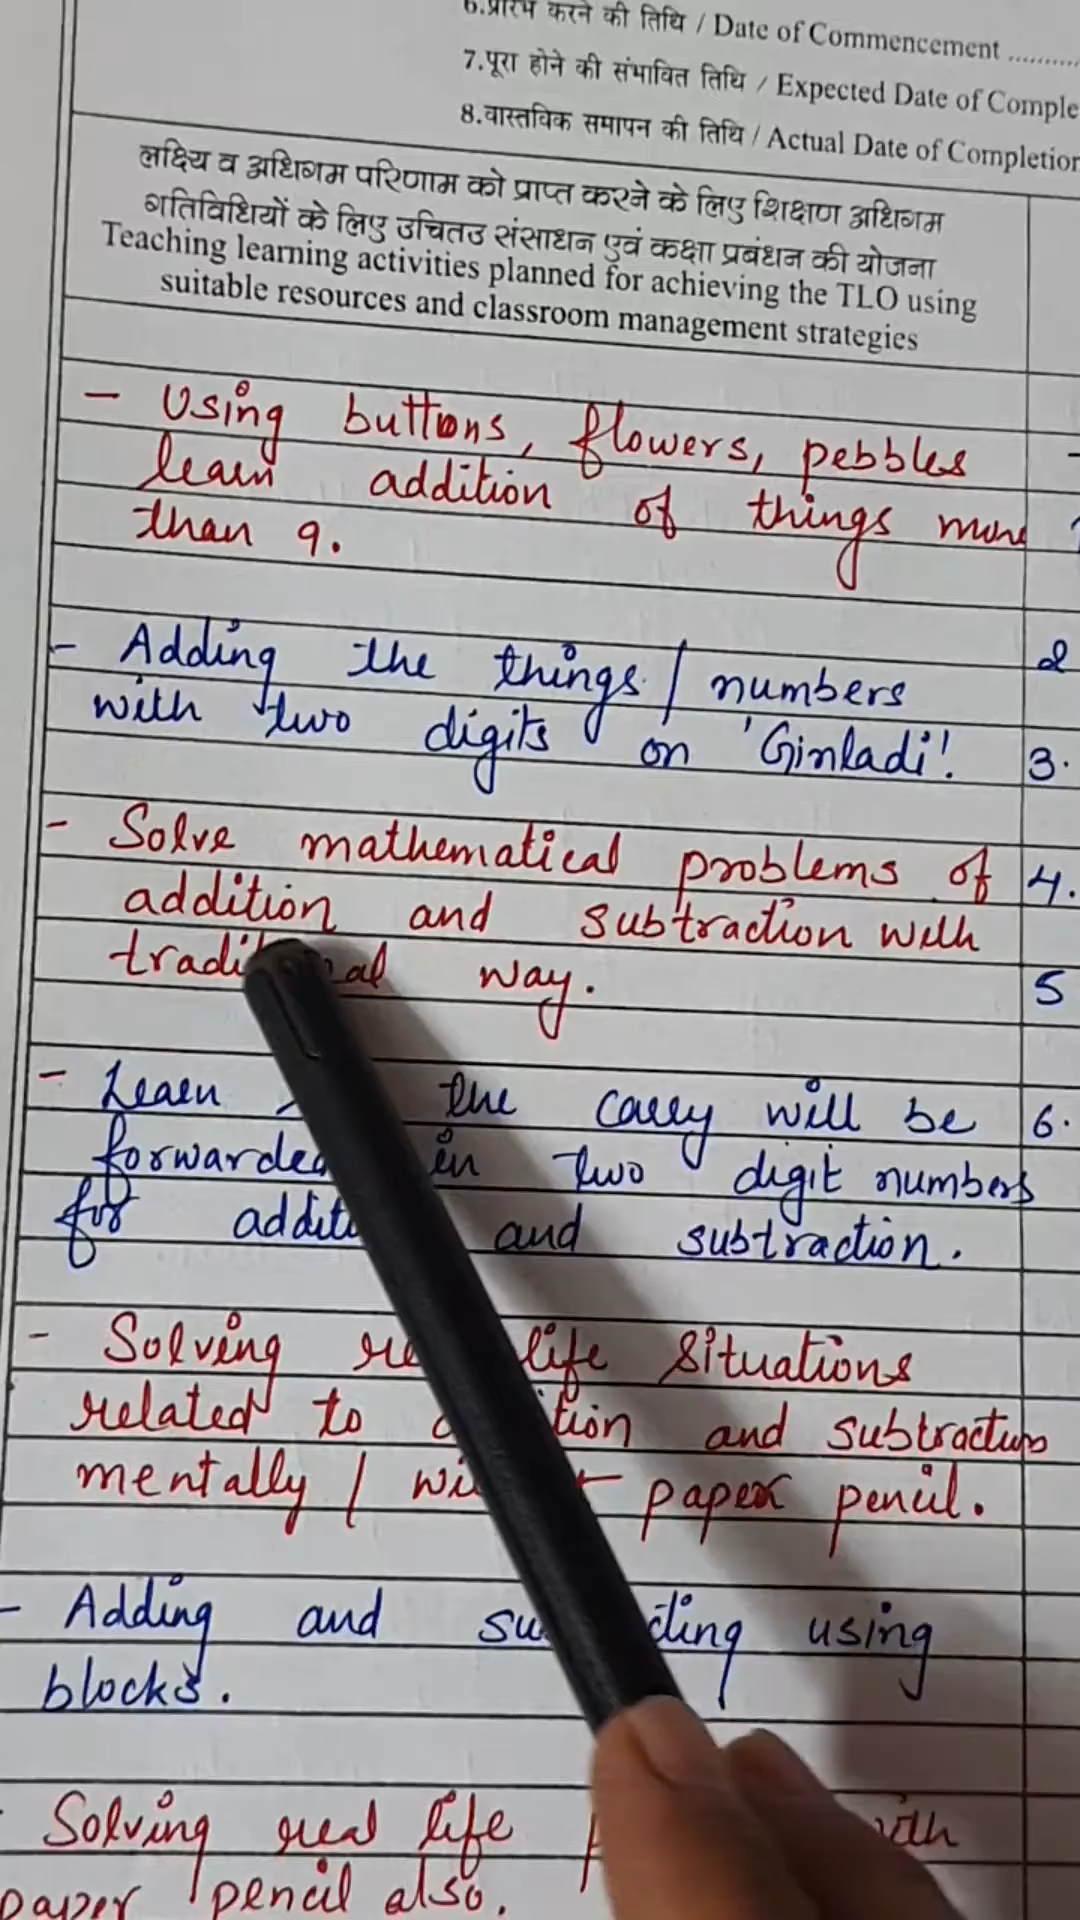 6.प्रारंभ करने की तिथि / Date of Commencement ..........
7.पूरा होने की संभावित तिथि / Expected Date of Comple
8.वास्तविक समापन की तिथि / Actual Date of Completion
लक्ष्यि व अधिगम परिणाम को प्राप्त करने के लिए शिक्षण अधिगम
गतिविधियों के लिए उचितउ संसाधन एवं कक्षा प्रबंधन की योजना
Teaching learning activities planned for achieving the TLO using
suitable resources and classroom management strategies
- Using buttons, flowers, pebbles
learn addition of things more
than 9.
- Adding the things / numbers 2
with two digits on 'Ginladi'. 3.
- Solve mathematical problems of 4.
addition and subtraction with
way. 5
- Learn the carry will be 6.
in two digit numbers
for and subtraction.
- Solving life situations
related to and subtraction
mentally / paper pencil.
- Adding and using
blocks.
Solving real life
paper pencil also.